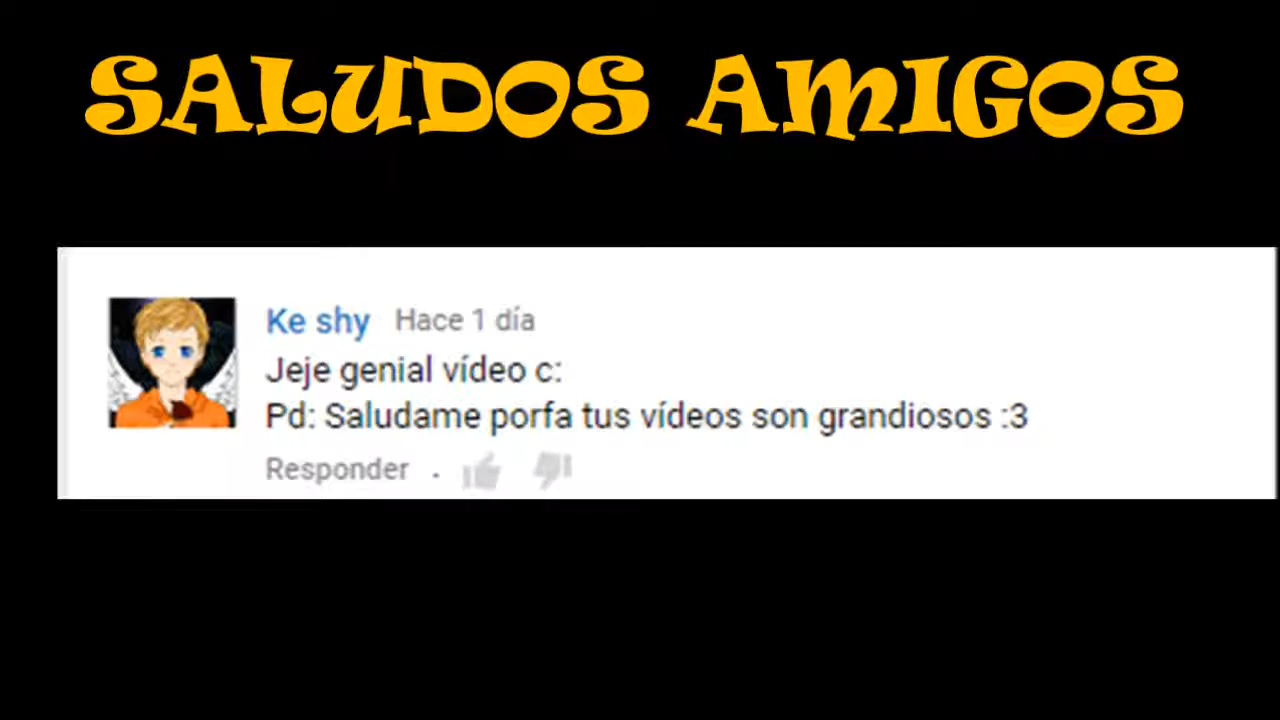 SALUDOS AMIGOS
Ke shy Hace 1 día
Jeje genial vídeo c:
Pd: Saludame porfa tus vídeos son grandiosos :3
Responder .